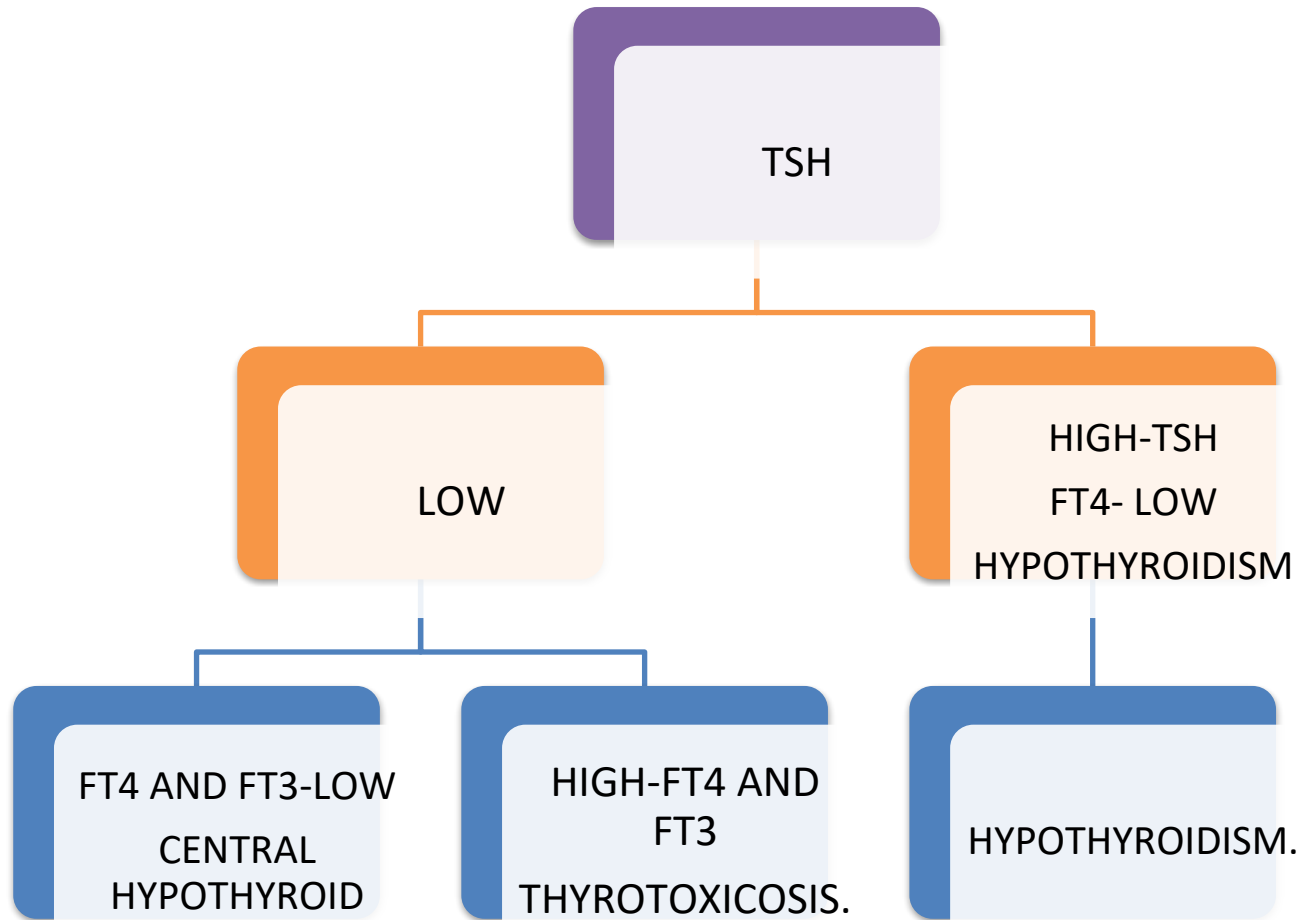 TSH
LOW
HIGH-TSH
FT4- LOW
HYPOTHYROIDISM
FT4 AND FT3-LOW
CENTRAL
HYPOTHYROID
HIGH-FT4 AND
FT3
THYROTOXICOSIS.
HYPOTHYROIDISM.